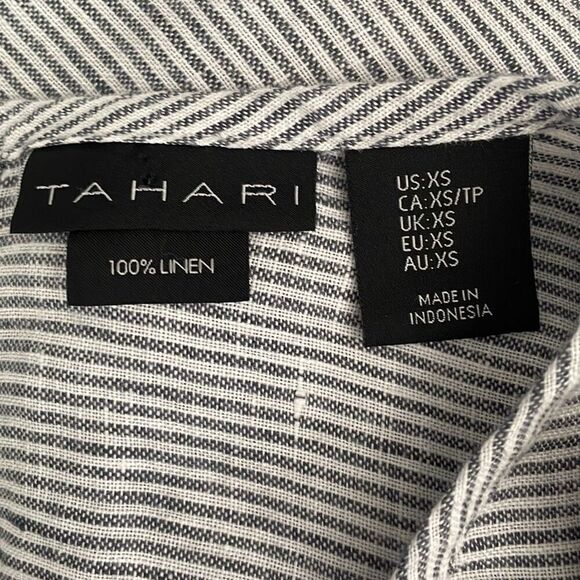 TAHARI
100% LINEN
US:XS
CA:XS/TP
UK:XS
EU:XS
AU:XS
MADE IN
INDONESIA